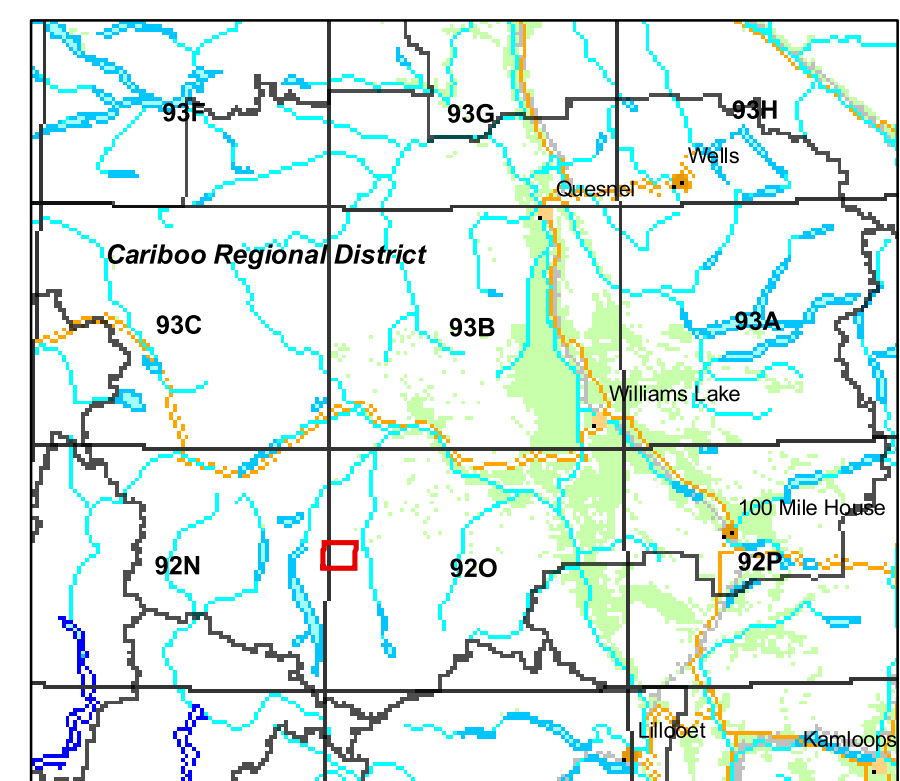 93F
93G
93H
Wells
Quesnel
Cariboo Regional District
93C
93B
93A
Williams Lake
100 Mile House
92N
92O
92P
Lillooet
Kamloops